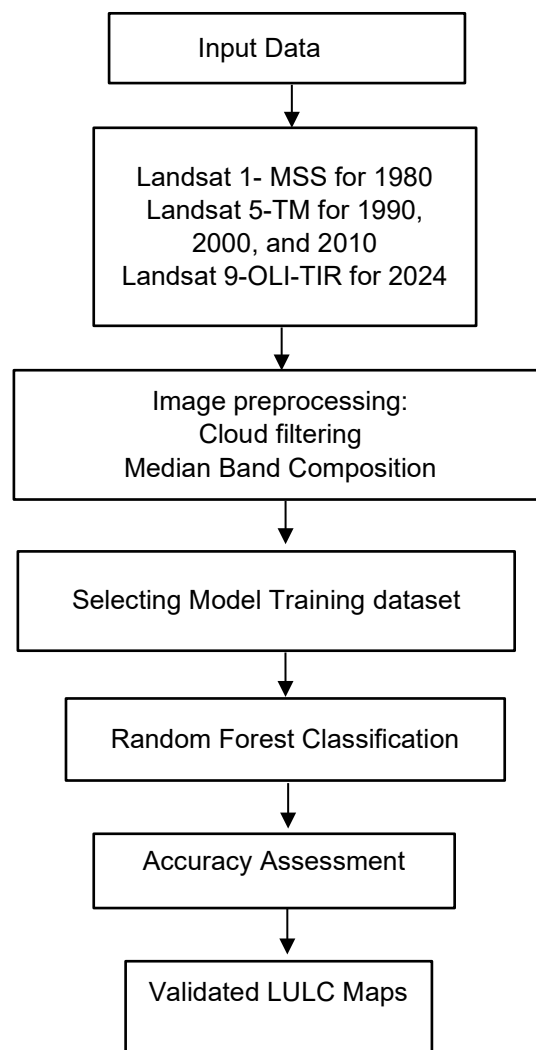 Input Data
Landsat 1- MSS for 1980
Landsat 5-TM for 1990,
2000, and 2010
Landsat 9-OLI-TIR for 2024
Image preprocessing:
Cloud filtering
Median Band Composition
Selecting Model Training dataset
Random Forest Classification
Accuracy Assessment
Validated LULC Maps